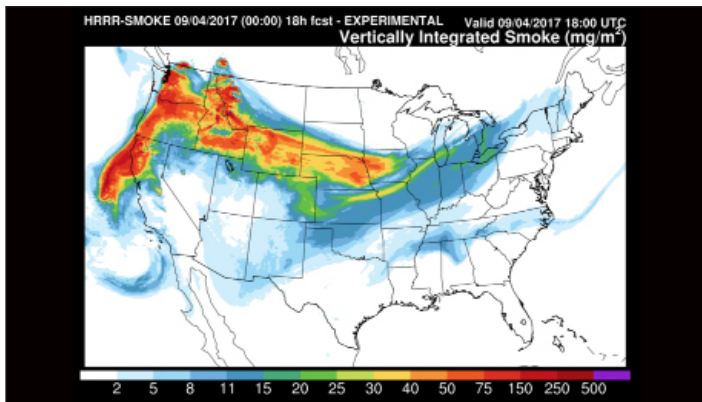 HRRR-SMOKE 09/04/2017 (00:00) 18h fcst - EXPERIMENTAL Valid 09/04/2017 18:00 UTC
Vertically Integrated Smoke (mg/m²)
2 5 8 11 15 20 25 30 40 50 75 150 250 500